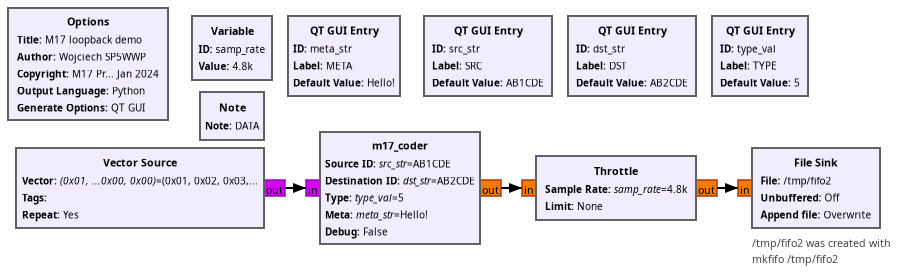 Options
Title: M17 loopback demo
Author: Wojciech SP5WWP
Copyright: M17 Pr... Jan 2024
Output Language: Python
Generate Options: QT GUI
Variable
ID: samp_rate
Value: 4.8k
QT GUI Entry
ID: meta_str
Label: META
Default Value: Hello!
QT GUI Entry
ID: src_str
Label: SRC
Default Value: AB1CDE
QT GUI Entry
ID: dst_str
Label: DST
Default Value: AB2CDE
QT GUI Entry
ID: type_val
Label: TYPE
Default Value: 5
Note
Note: DATA
Vector Source
Vector: (0x01, ...0x00, 0x00)=(0x01, 0x02, 0x03,...
Tags:
Repeat: Yes
out
in
m17_coder
Source ID: src_str=AB1CDE
Destination ID: dst_str=AB2CDE
Type: type_val=5
Meta: meta_str=Hello!
Debug: False
out
in
Throttle
Sample Rate: samp_rate=4.8k
Limit: None
out
in
File Sink
File: /tmp/fifo2
Unbuffered: Off
Append file: Overwrite
/tmp/fifo2 was created with
mkfifo /tmp/fifo2